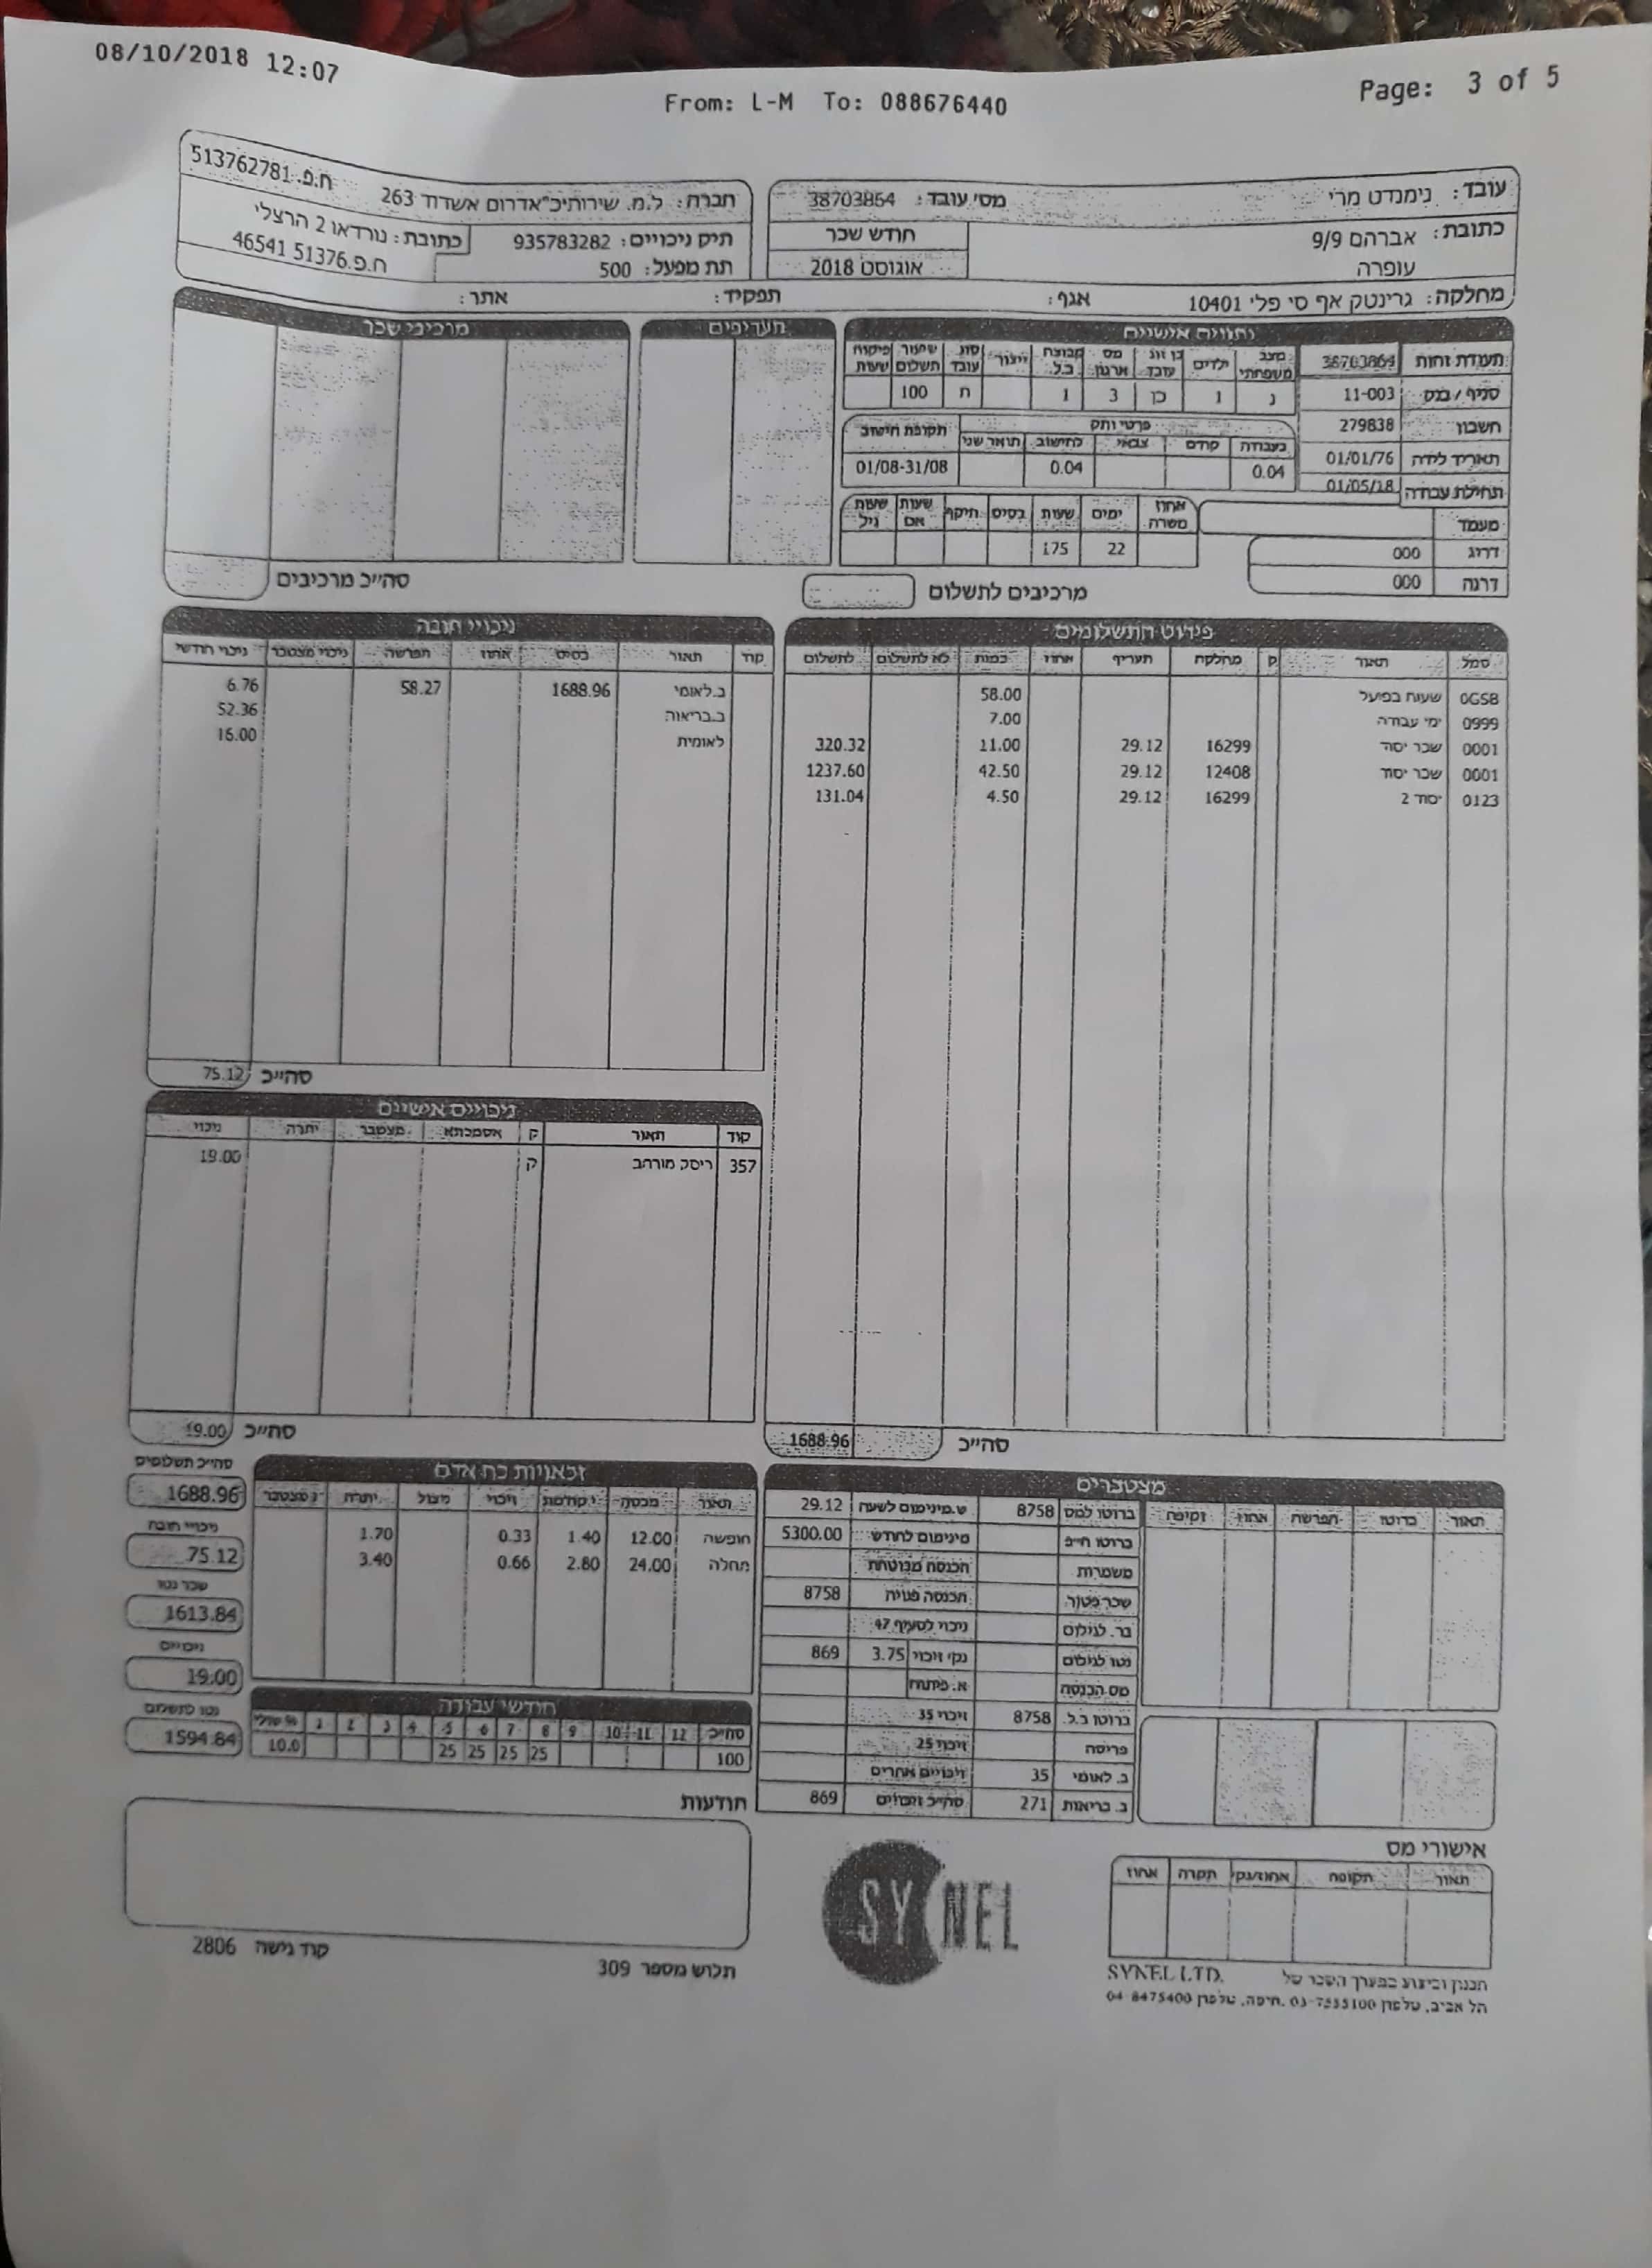 08/10/2018 12:07
From: L-M To: 088676440
Page: 3 of 5
עובד: נימנדט מרי
מס׳ עובד: 38703864
כתובת: אברהם 9/9
עופרה
חודש שכר
אוגוסט 2018
חברה: ל.מ. שירותיכ"אדרום אשדוד 263
ח.פ. 513762781
תיק ניכויים: 935783282
כתובת: נורדאו 2 הרצלי
תת מפעל: 500
ח.פ.51376 46541
מחלקה: גרינטק אף סי פלי 10401
אגף:
תפקיד:
אתר:
נתונים אישיים
תעודת זהות 38703864
סניף / בנק 11-003
חשבון 279838
תאריד לידה 01/01/76
תחילת עבודה 01/05/18
מעמד
דרוג 000
דרגה 000
מצב משפחתי ילדים בן זוג עובד מס ארגון קבוצת ב.ל. ייצור סוג עובד שיעור תשלום פיקוח שעות
נ 1 כן 3 1 ח 100
פרטי ותק
תקופת חישוב
בעבודה קודם צבאי לחישוב תואר שני
0.04 0.04 01/08-31/08
אחוז משרה ימים שעות בסיס תיקף שעות אם שעות גיל
22 175
תעריפים
מרכיבי שכר
מרכיבים לתשלום
סה״כ מרכיבים
פירוט התשלומים
סמל תאור ק מחלקה תעריף אחוז כמות לא לתשלום לתשלום
0GSB שעות בפועל 58.00
0999 ימי עבודה 7.00
0001 שכר יסוד 16299 29.12 11.00 320.32
0001 שכר יסוד 12408 29.12 42.50 1237.60
0123 יסוד 2 16299 29.12 4.50 131.04
סה״כ 1688.96
ניכויי חובה
קוד תאור בסיס אחוז הפרשה ניכוי מצטבר ניכוי חודשי
ב.לאומי 1688.96 58.27 6.76
ב.בריאות 52.36
לאומית 16.00
סה״כ 75.12
ניכויים אישיים
קוד תאור ק אסמכתא מצטבר יתרה ניכוי
357 ריסק מורחב ק 19.00
סה״כ 19.00
מצטברים
תאור ברוטו הפרשה אחוז זקיפה
ברוטו למס 8758
ברוטו חייב
משמרות
שכר פטור
בר. לגילום
נטו לגילום
מס הכנסה
ברוטו ב.ל. 8758
פריסה
ב. לאומי 35
ב. בריאות 271
ש.מינימום לשעה 29.12
מינימום לחודש 5300.00
הכנסה מבוטחת
הכנסה פנויה 8758
ניכוי לסעיף 47
נק׳ זיכוי 3.75 869
א. פיתוח
זיכוי 35
זיכוי 25
זיכויים אחרים
סה״כ זיכויים 869
זכאויות כח אדם
תאור מכסה י קודמת זיכוי ניצול יתרה נ מצטבר
חופשה 12.00 1.40 0.33 1.70
מחלה 24.00 2.80 0.66 3.40
חודשי עבודה
סה״כ 12 11 10 9 8 7 6 5 4 3 2 1 % שולי
100 25 25 25 25 10.0
סה״כ תשלומים
1688.96
ניכויי חובה
75.12
שכר נטו
1613.84
ניכויים
19.00
נטו לתשלום
1594.84
הודעות
קוד גישה 2806
תלוש מספר 309
SYNEL
אישורי מס
תאור תקופה אחוז/נק׳ תקרה אחוז
תכנון וביצוע במערך השכר של SYNEL LTD.
תל אביב, טלפון 03-7555100 .חיפה, טלפון 04-8475400